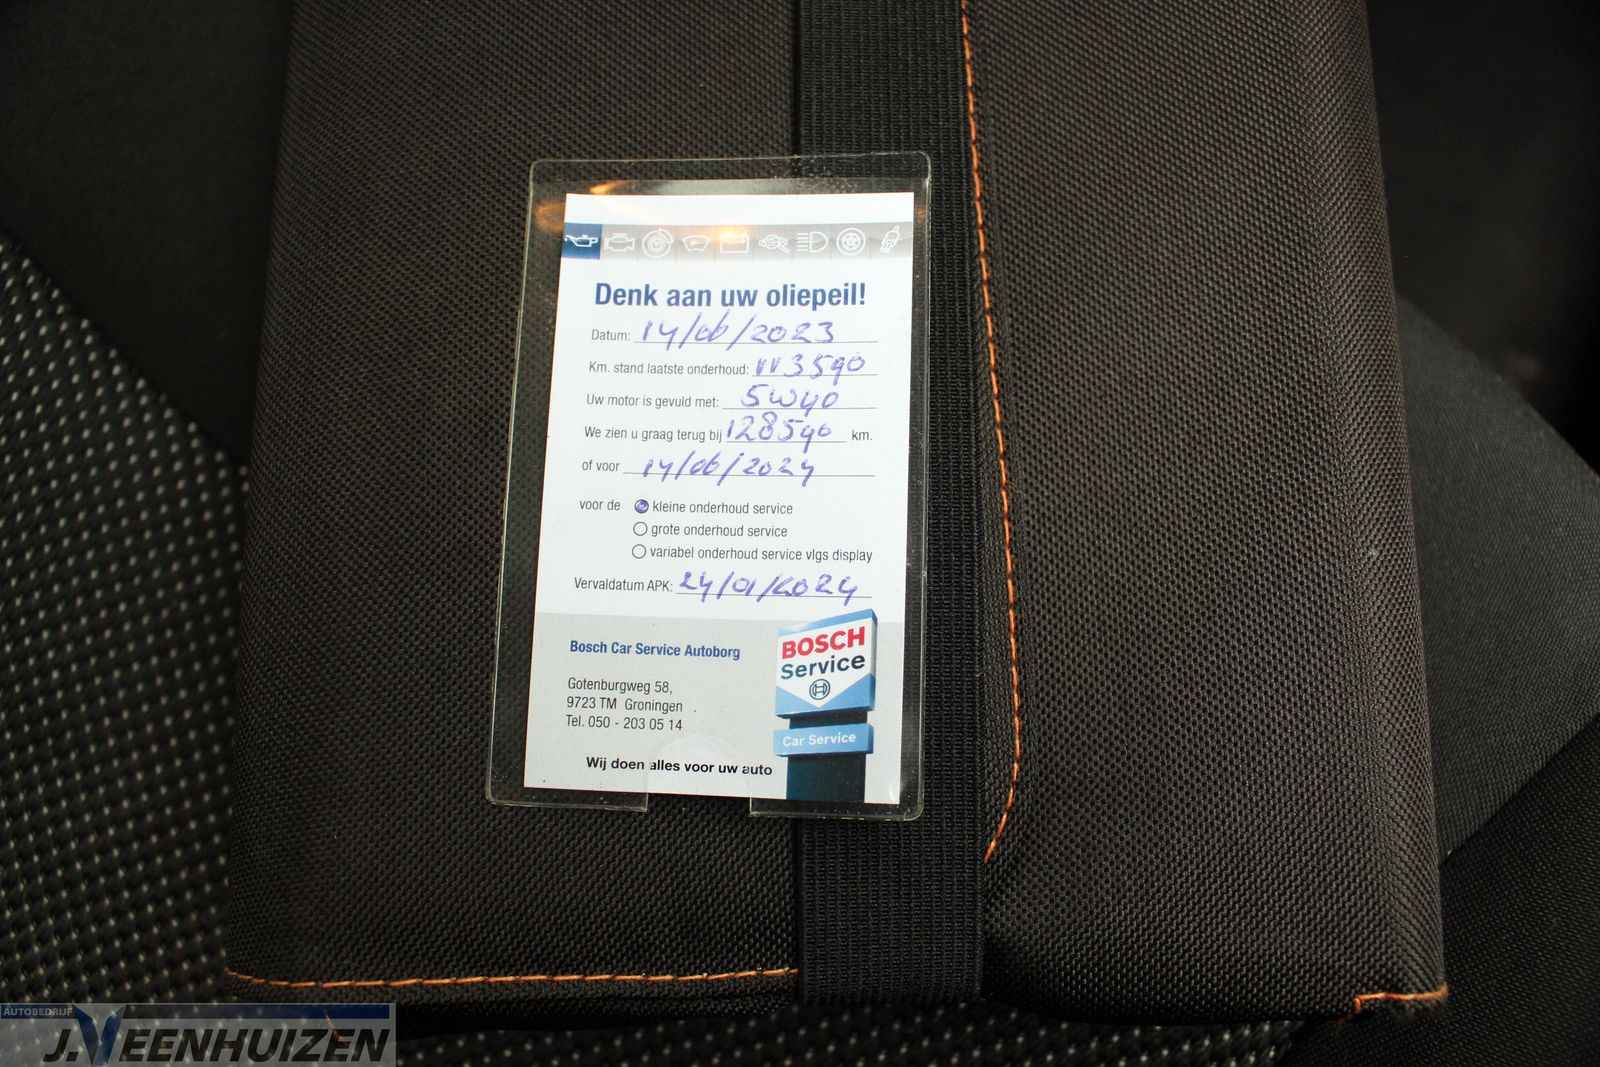 Denk aan uw oliepeil!
Datum: 14/06/2023
Km. stand laatste onderhoud: 113590
Uw motor is gevuld met: 5W40
We zien u graag terug bij 128590 km.
of voor 14/06/2024
voor de kleine onderhoud service
grote onderhoud service
variabel onderhoud service vlgs display
Vervaldatum APK: 24/01/2024
Bosch Car Service Autoborg
BOSCH
Service
Gotenburgweg 58,
9723 TM Groningen
Tel. 050 - 203 05 14
Car Service
Wij doen alles voor uw auto
AUTOBEDRIJF
J.VEENHUIZEN